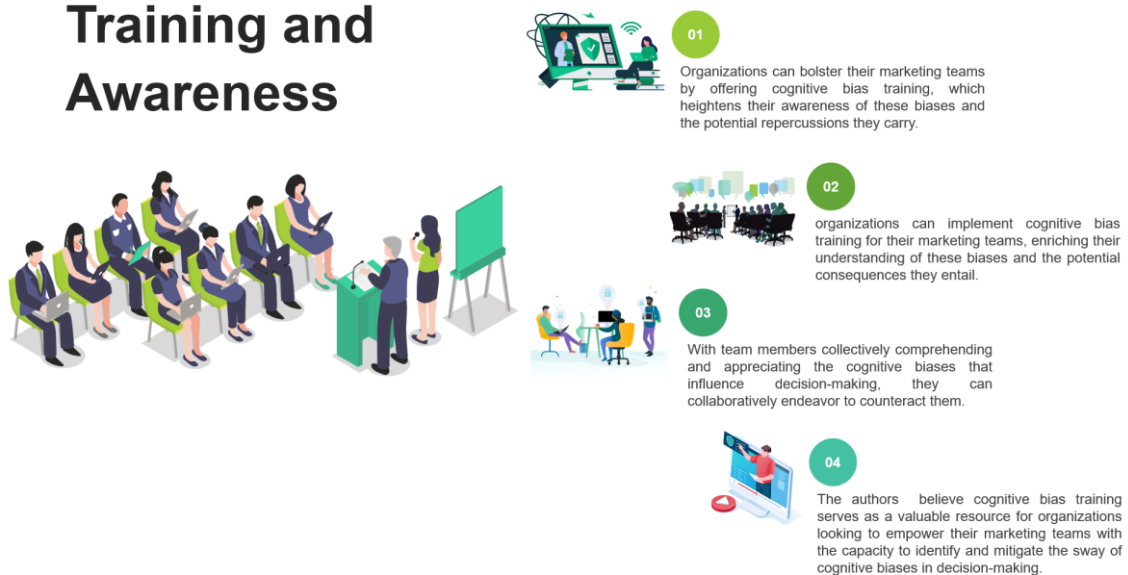 Training and
Awareness
01
Organizations can bolster their marketing teams
by offering cognitive bias training, which
heightens their awareness of these biases and
the potential repercussions they carry.
02
organizations can implement cognitive bias
training for their marketing teams, enriching their
understanding of these biases and the potential
consequences they entail.
03
With team members collectively comprehending
and appreciating the cognitive biases that
influence decision-making, they can
collaboratively endeavor to counteract them.
04
The authors believe cognitive bias training
serves as a valuable resource for organizations
looking to empower their marketing teams with
the capacity to identify and mitigate the sway of
cognitive biases in decision-making.